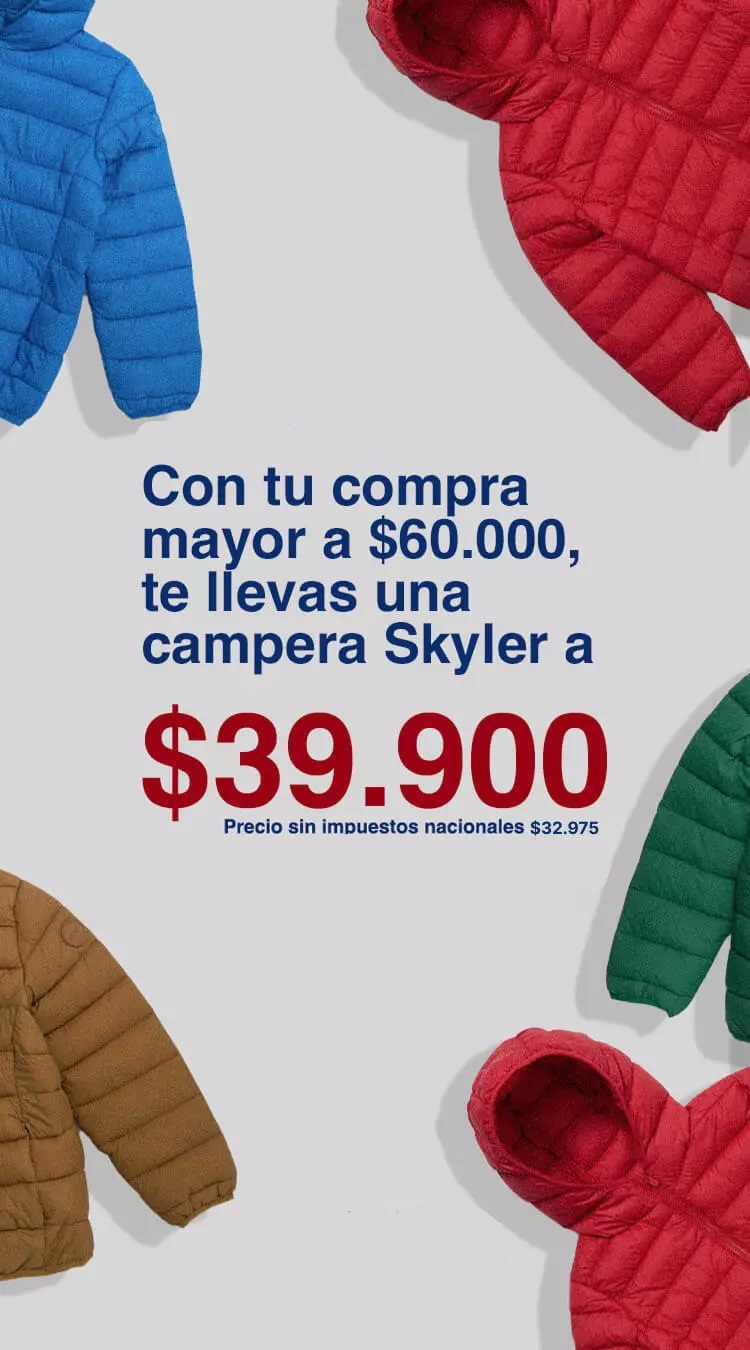 Con tu compra
mayor a $60.000,
te llevas una
campera Skyler a
$39.900
Precio sin impuestos nacionales $32.975